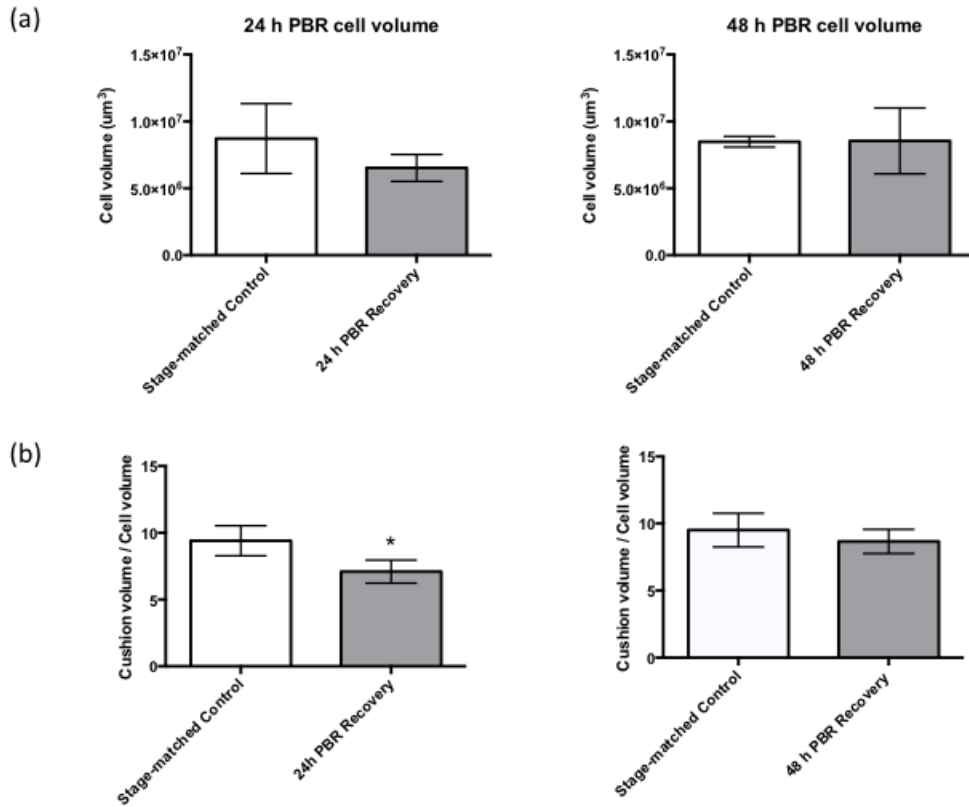 (a)
24 h PBR cell volume
Cell volume (um³)
1.5×10⁷
1.0×10⁷
5.0×10⁶
0.0
Stage-matched Control
24 h PBR Recovery
48 h PBR cell volume
Cell volume (um³)
1.5×10⁷
1.0×10⁷
5.0×10⁶
0.0
Stage-matched Control
48 h PBR Recovery
(b)
Cushion volume / Cell volume
15
10
5
0
*
Stage-matched Control
24h PBR Recovery
Cushion volume / Cell volume
15
10
5
0
Stage-matched Control
48 h PBR Recovery